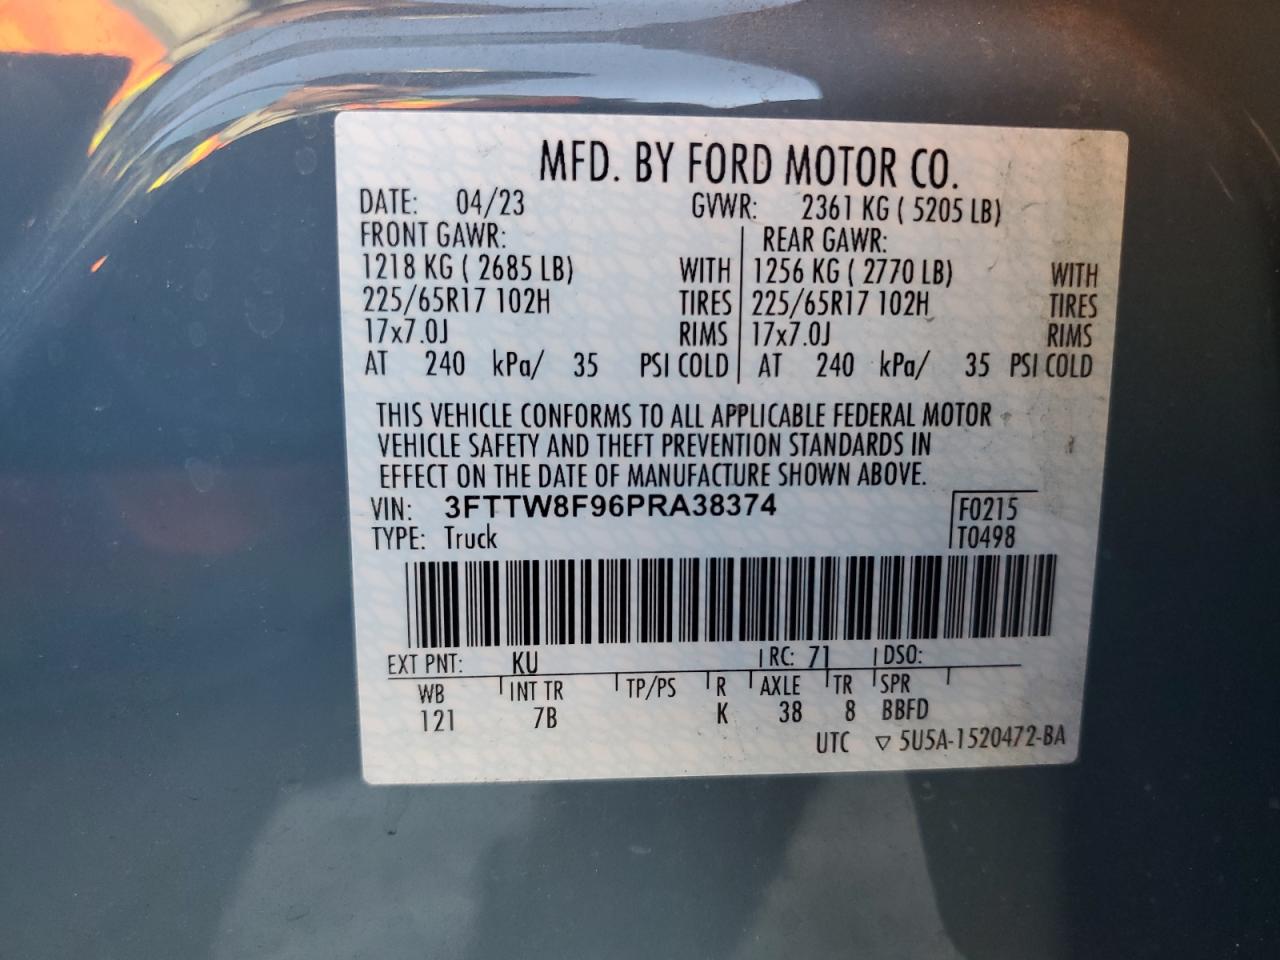 MFD. BY FORD MOTOR CO.
DATE: 04/23 GVWR: 2361 KG ( 5205 LB)
FRONT GAWR: REAR GAWR:
1218 KG ( 2685 LB) WITH 1256 KG ( 2770 LB) WITH
225/65R17 102H TIRES 225/65R17 102H TIRES
17x7.0J RIMS 17x7.0J RIMS
AT 240 kPa/ 35 PSI COLD AT 240 kPa/ 35 PSI COLD
THIS VEHICLE CONFORMS TO ALL APPLICABLE FEDERAL MOTOR
VEHICLE SAFETY AND THEFT PREVENTION STANDARDS IN
EFFECT ON THE DATE OF MANUFACTURE SHOWN ABOVE.
VIN: 3FTTW8F96PRA38374 F0215
TYPE: Truck T0498
EXT PNT: KU RC: 71 DSO:
WB INT TR TP/PS R AXLE TR SPR
121 7B K 38 8 BBFD
UTC ▽ 5U5A-1520472-BA